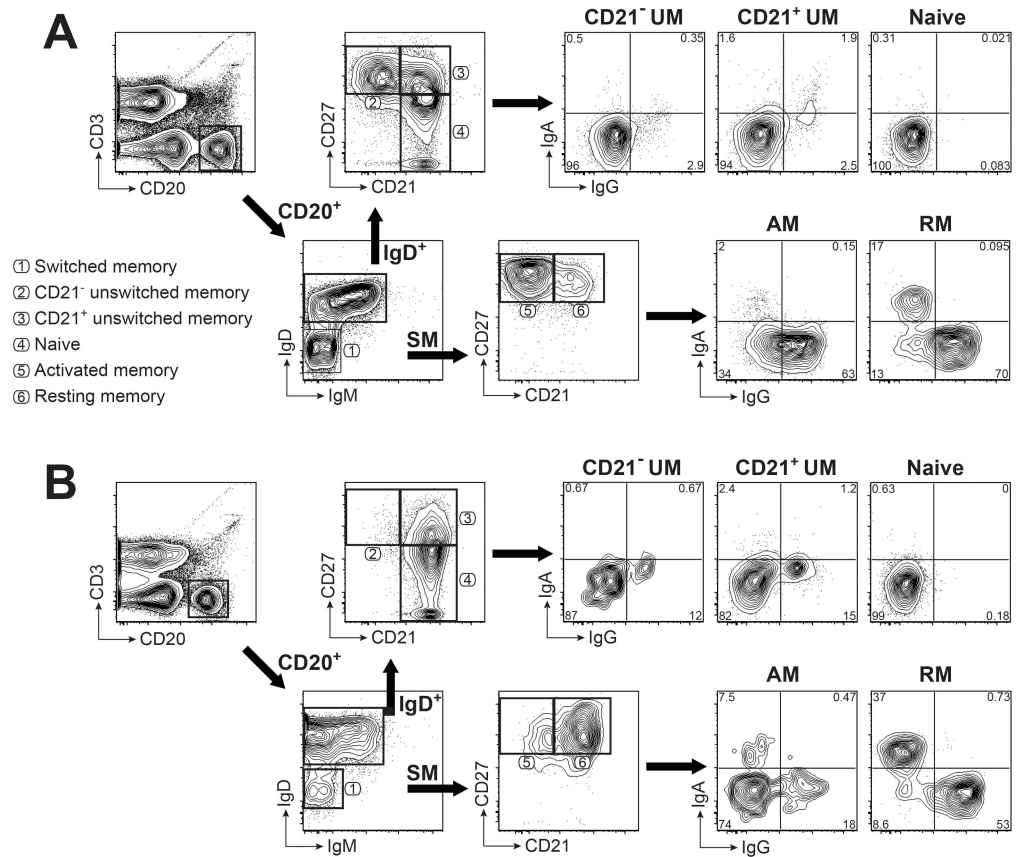 A
CD21⁻ UM
CD21⁺ UM
Naive
CD3
CD20
CD27
CD21
③
②
④
IgA
IgG
0.5
0.35
96
2.9
1.6
1.9
94
2.5
0.31
0.021
100
0.083
CD20⁺
IgD⁺
① Switched memory
② CD21⁻ unswitched memory
③ CD21⁺ unswitched memory
④ Naive
⑤ Activated memory
⑥ Resting memory
IgD
IgM
①
SM
CD27
CD21
⑤
⑥
AM
RM
IgA
IgG
2
0.15
34
63
17
0.095
13
70
B
CD21⁻ UM
CD21⁺ UM
Naive
CD3
CD20
CD27
CD21
③
②
④
IgA
IgG
0.67
0.67
87
12
2.4
1.2
82
15
0.63
0
99
0.18
CD20⁺
IgD⁺
IgD
IgM
①
SM
CD27
CD21
⑤
⑥
AM
RM
IgA
IgG
7.5
0.47
74
18
37
0.73
8.6
53